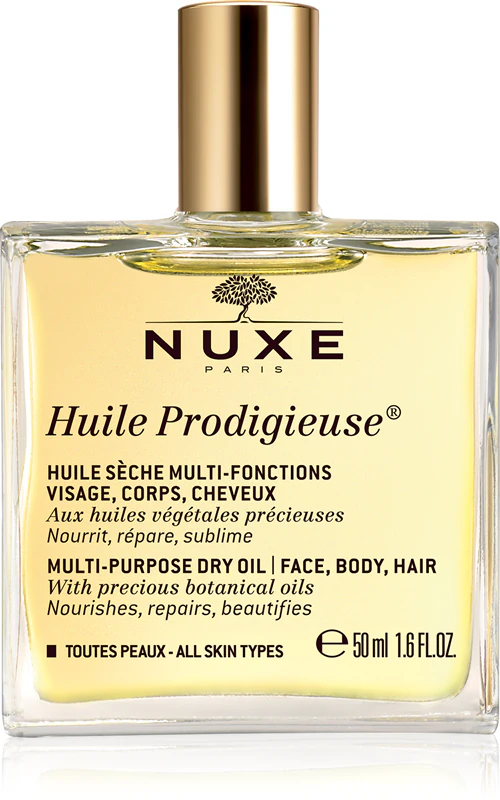 NUXE
PARIS
Huile Prodigieuse®
HUILE SÈCHE MULTI-FONCTIONS
VISAGE, CORPS, CHEVEUX
Aux huiles végétales précieuses
Nourrit, répare, sublime
MULTI-PURPOSE DRY OIL | FACE, BODY, HAIR
With precious botanical oils
Nourishes, repairs, beautifies
■ TOUTES PEAUX - ALL SKIN TYPES ℮ 50 ml 1.6 FL.OZ.